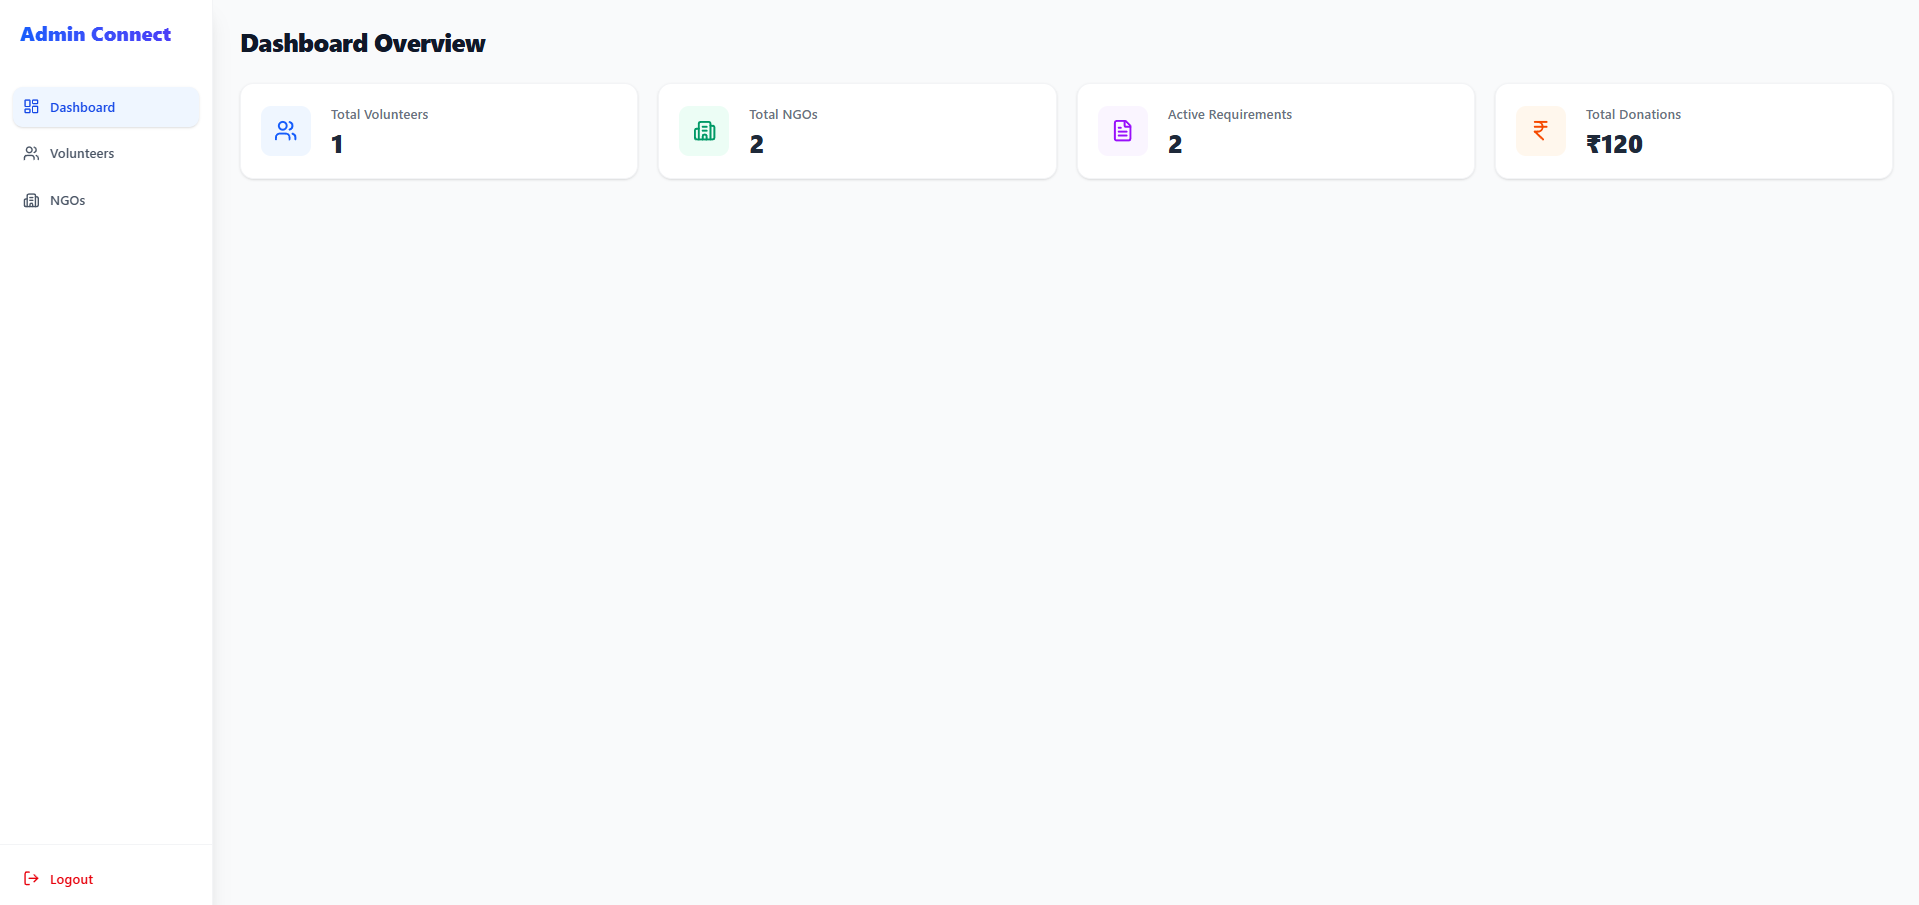 Admin Connect
Dashboard
Volunteers
NGOs
Logout
Dashboard Overview
Total Volunteers
1
Total NGOs
2
Active Requirements
2
Total Donations
₹120